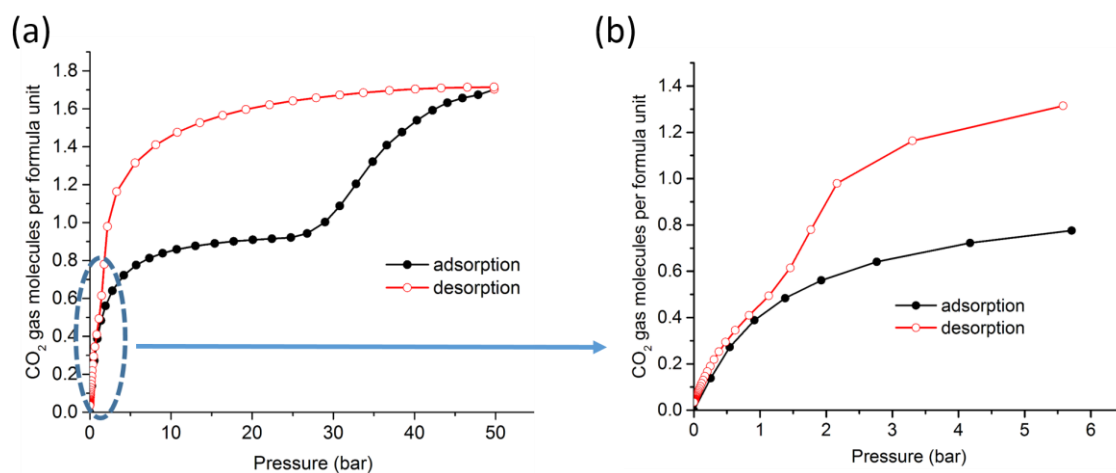 (a)
CO₂ gas molecules per formula unit
1.8
1.6
1.4
1.2
1.0
0.8
0.6
0.4
0.2
0.0
adsorption
desorption
0 10 20 30 40 50
Pressure (bar)
(b)
CO₂ gas molecules per formula unit
1.4
1.2
1.0
0.8
0.6
0.4
0.2
0.0
adsorption
desorption
0 1 2 3 4 5 6
Pressure (bar)